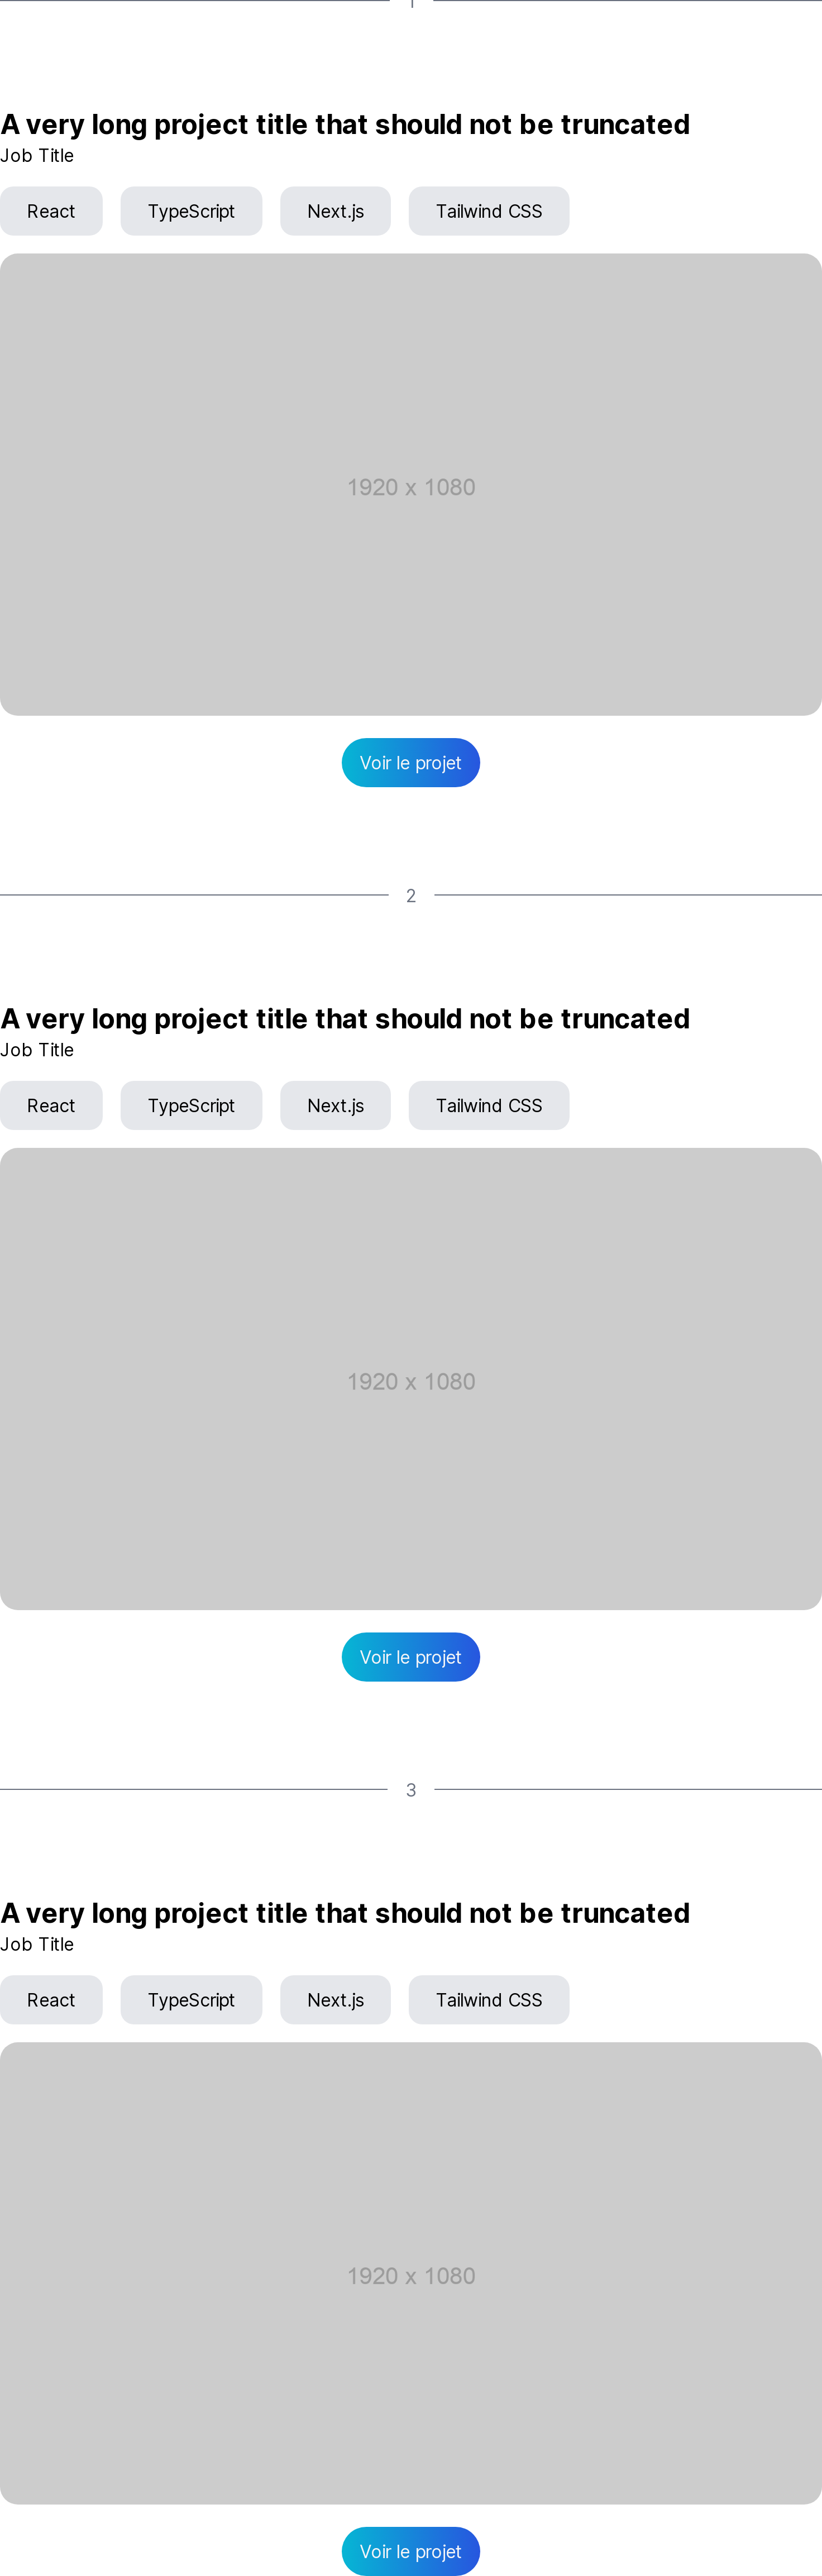 A very long project title that should not be truncated
Job Title
React TypeScript Next.js Tailwind CSS
1920 x 1080
Voir le projet
2
A very long project title that should not be truncated
Job Title
React TypeScript Next.js Tailwind CSS
1920 x 1080
Voir le projet
3
A very long project title that should not be truncated
Job Title
React TypeScript Next.js Tailwind CSS
1920 x 1080
Voir le projet